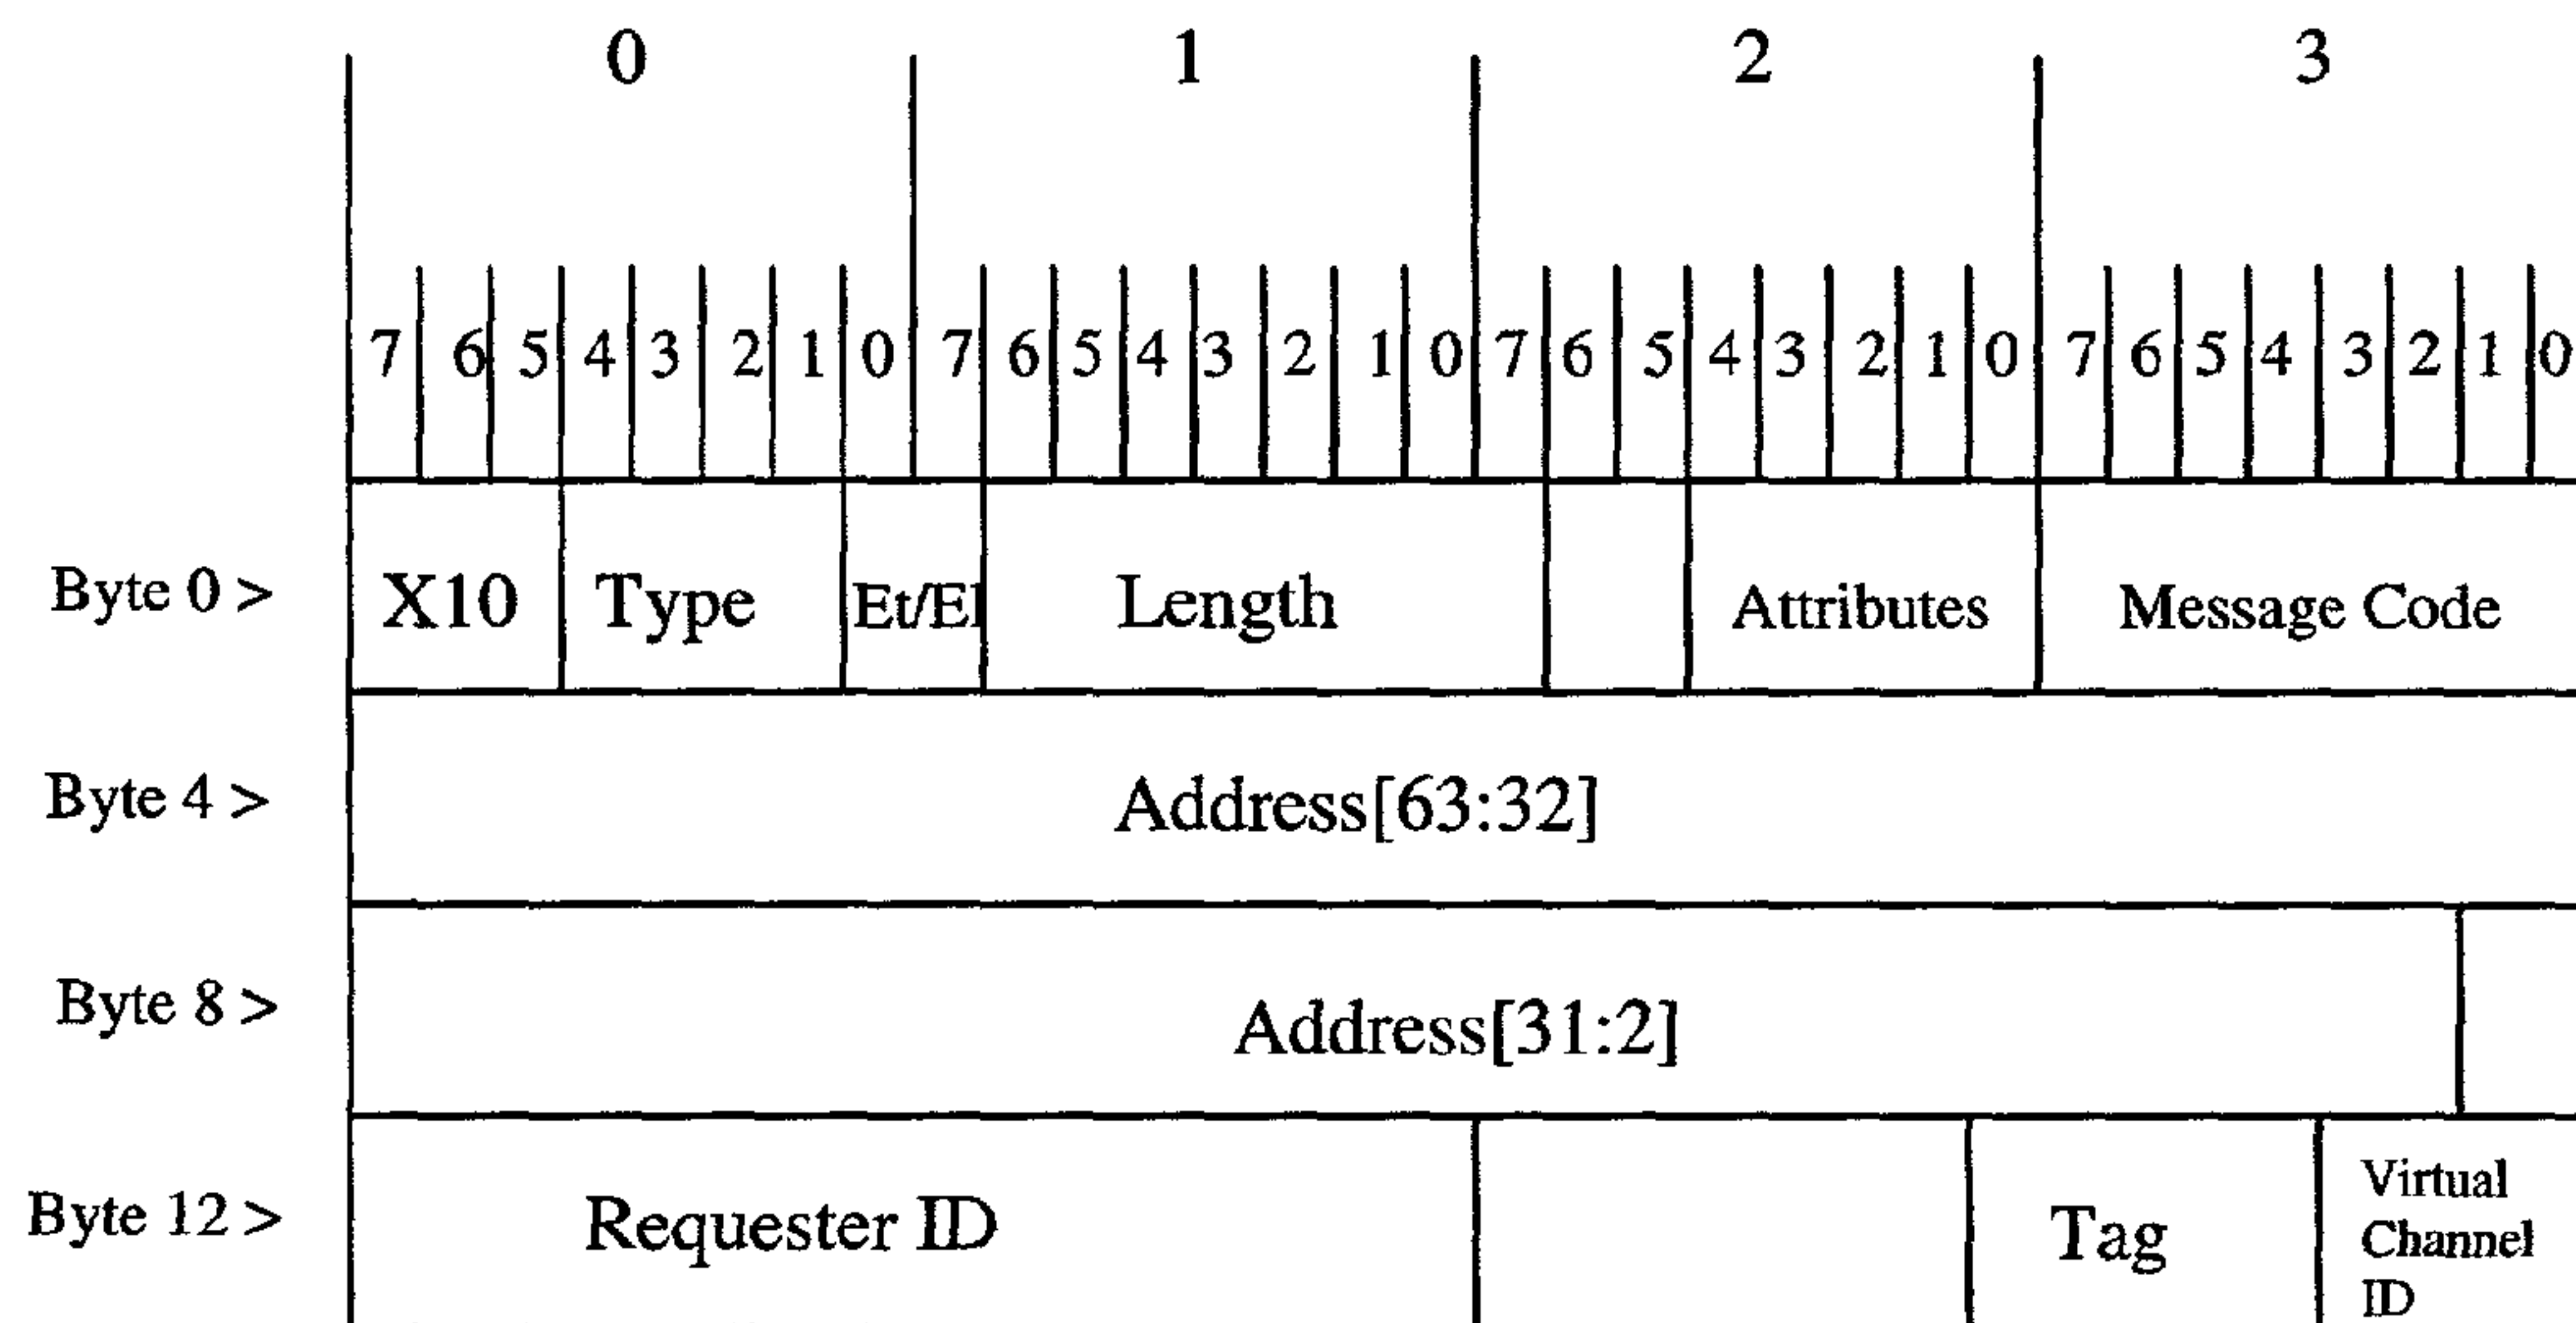 0 1 2 3
7 6 5 4 3 2 1 0 7 6 5 4 3 2 1 0 7 6 5 4 3 2 1 0 7 6 5 4 3 2 1 0
Byte 0 > X10 Type Et/El Length Attributes Message Code
Byte 4 > Address[63:32]
Byte 8 > Address[31:2]
Byte 12 > Requester ID Tag Virtual
Channel
ID